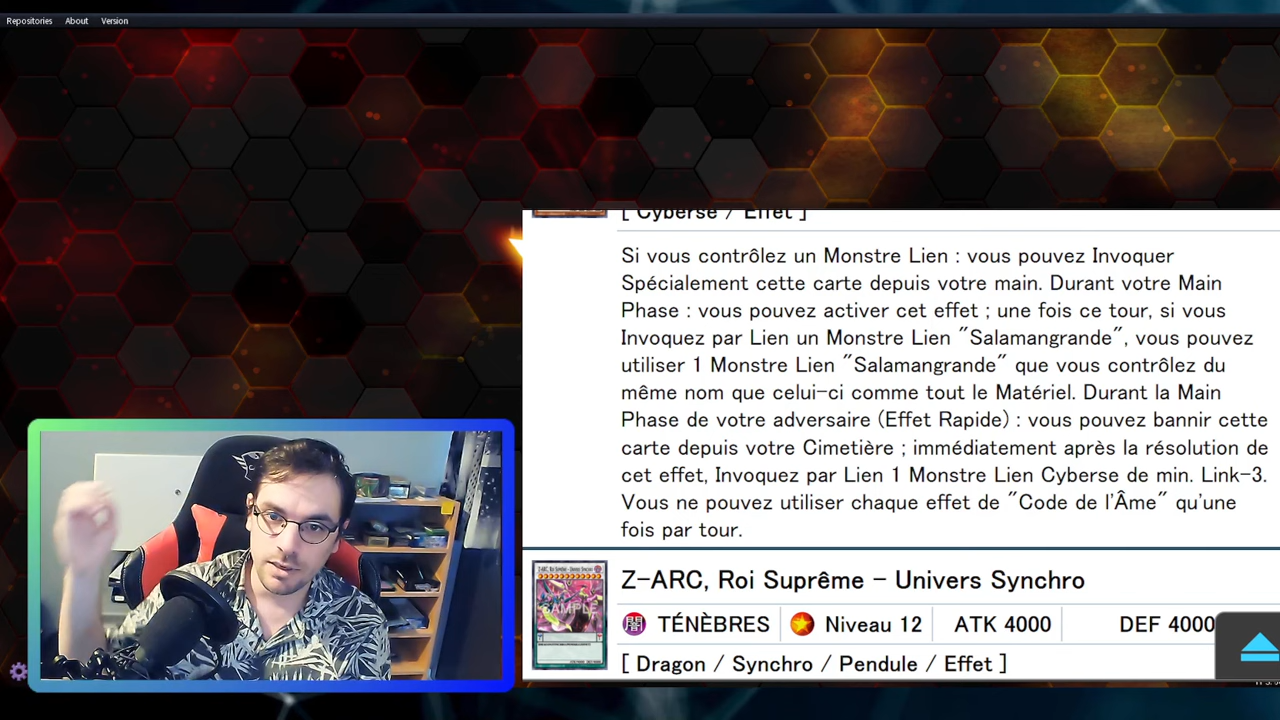 Repositories About Version
[ Cyberse / Effet ]
Si vous contrôlez un Monstre Lien : vous pouvez Invoquer
Spécialement cette carte depuis votre main. Durant votre Main
Phase : vous pouvez activer cet effet ; une fois ce tour, si vous
Invoquez par Lien un Monstre Lien "Salamangrande", vous pouvez
utiliser 1 Monstre Lien "Salamangrande" que vous contrôlez du
même nom que celui-ci comme tout le Matériel. Durant la Main
Phase de votre adversaire (Effet Rapide) : vous pouvez bannir cette
carte depuis votre Cimetière ; immédiatement après la résolution de
cet effet, Invoquez par Lien 1 Monstre Lien Cyberse de min. Link-3.
Vous ne pouvez utiliser chaque effet de "Code de l'Âme" qu'une
fois par tour.
Z-ARC, Roi Suprême - Univers Synchro
闇 TÉNÈBRES Niveau 12 ATK 4000 DEF 4000
[ Dragon / Synchro / Pendule / Effet ]
SAMPLE